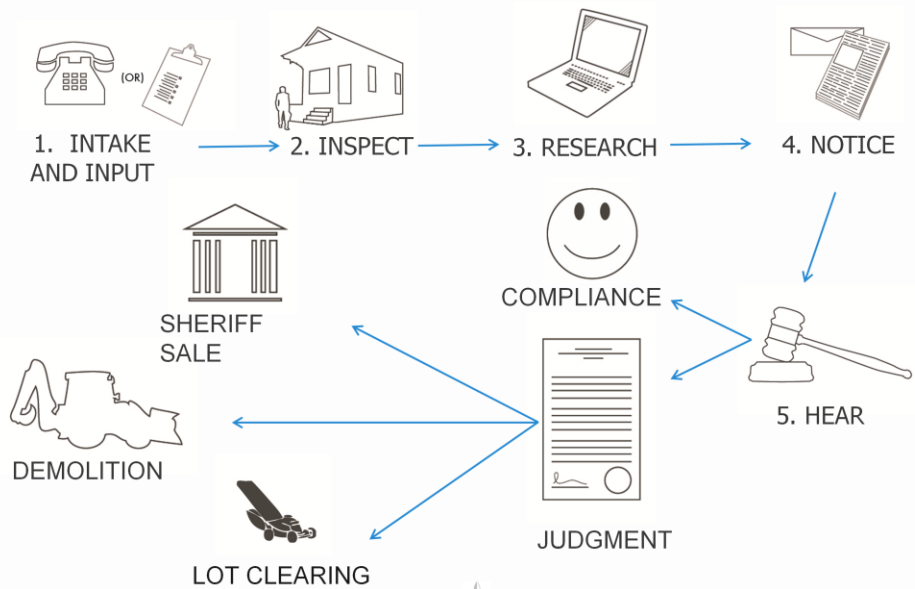 (OR)
1. INTAKE
AND INPUT
2. INSPECT
3. RESEARCH
4. NOTICE
COMPLIANCE
SHERIFF
SALE
5. HEAR
DEMOLITION
JUDGMENT
LOT CLEARING